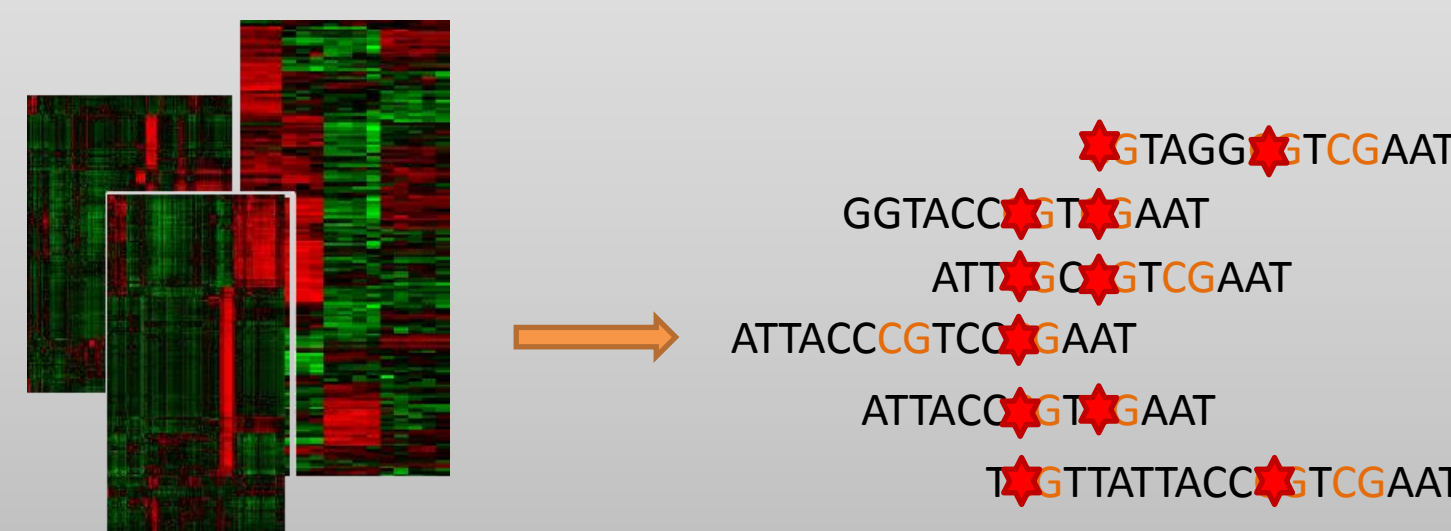 GTAGG GTCGAAT
GGTACC GT GAAT
ATT GC GTCGAAT
ATTACCCGTCC GAAT
ATTACC GT GAAT
T GTTATTACC GTCGAAT